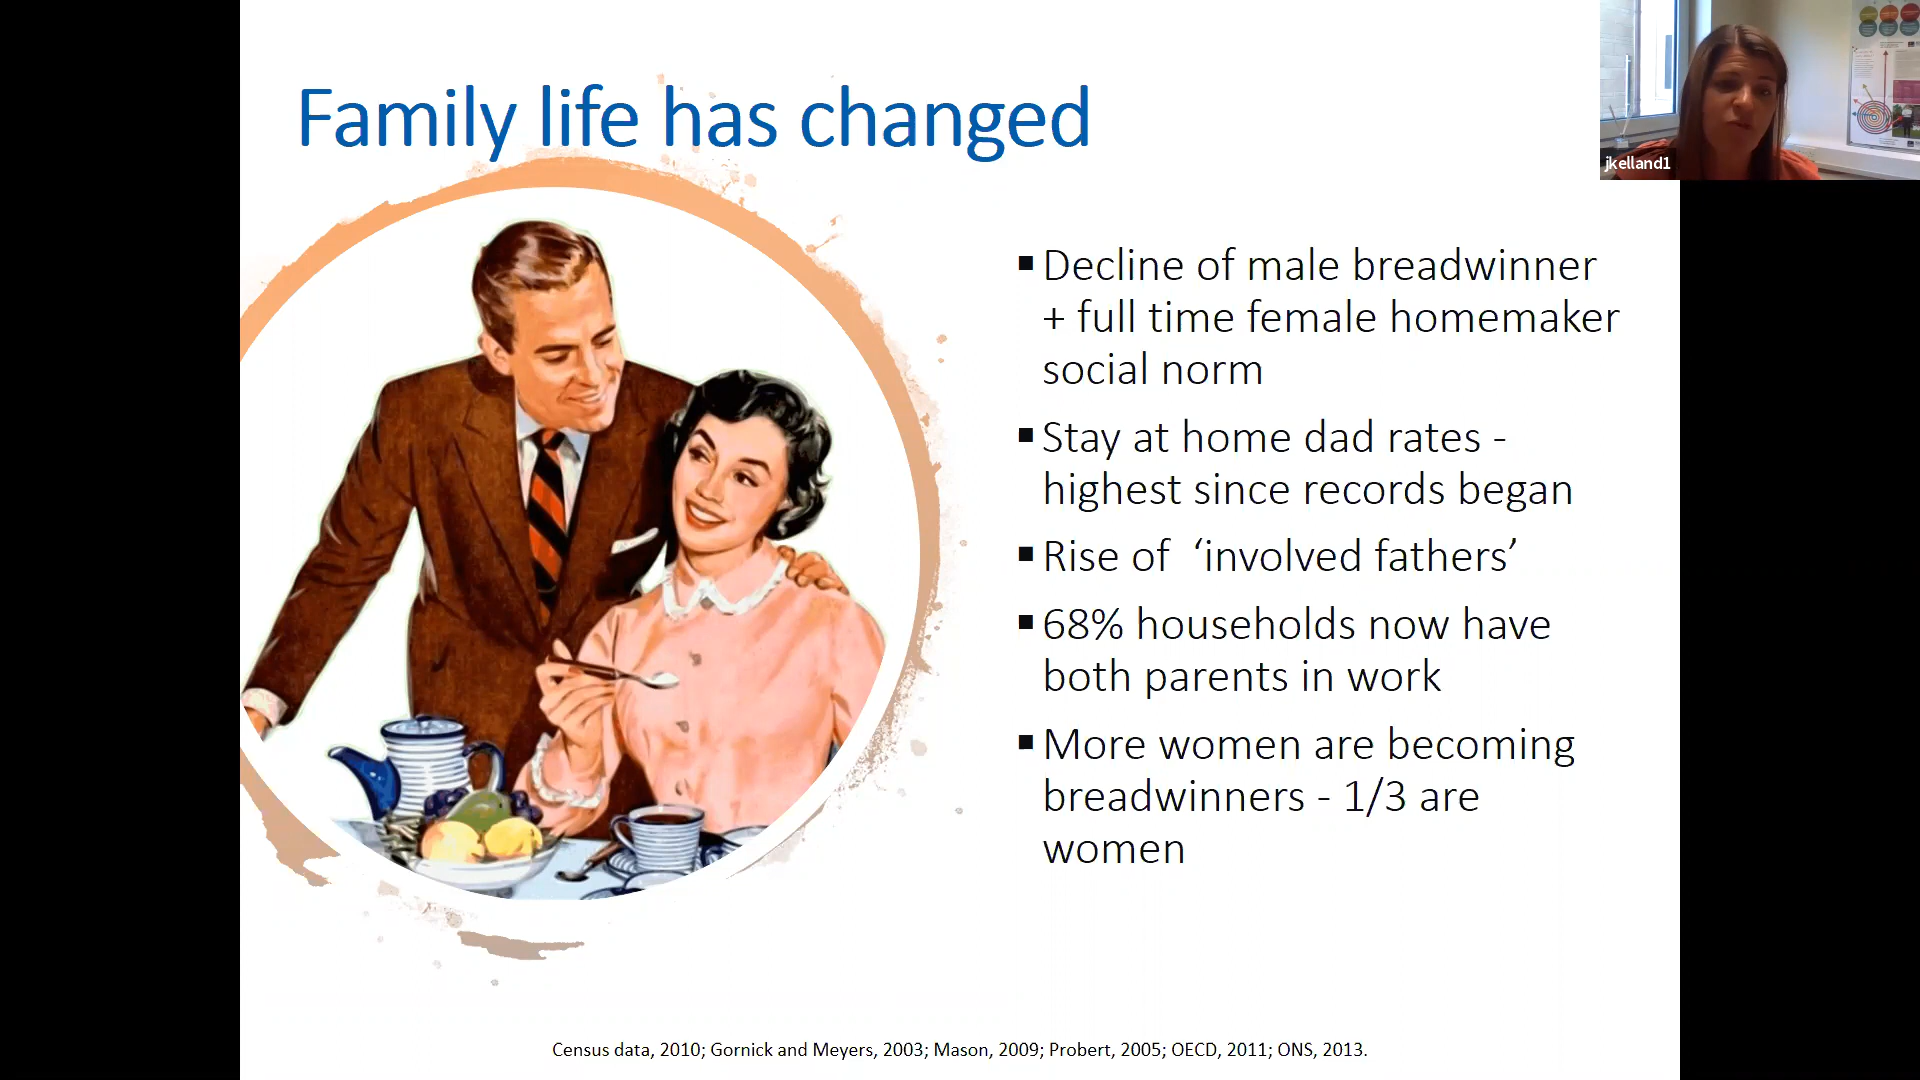 Family life has changed
jkelland1
▪ Decline of male breadwinner
+ full time female homemaker
social norm
▪ Stay at home dad rates -
highest since records began
▪ Rise of ‘involved fathers’
▪ 68% households now have
both parents in work
▪ More women are becoming
breadwinners - 1/3 are
women
Census data, 2010; Gornick and Meyers, 2003; Mason, 2009; Probert, 2005; OECD, 2011; ONS, 2013.